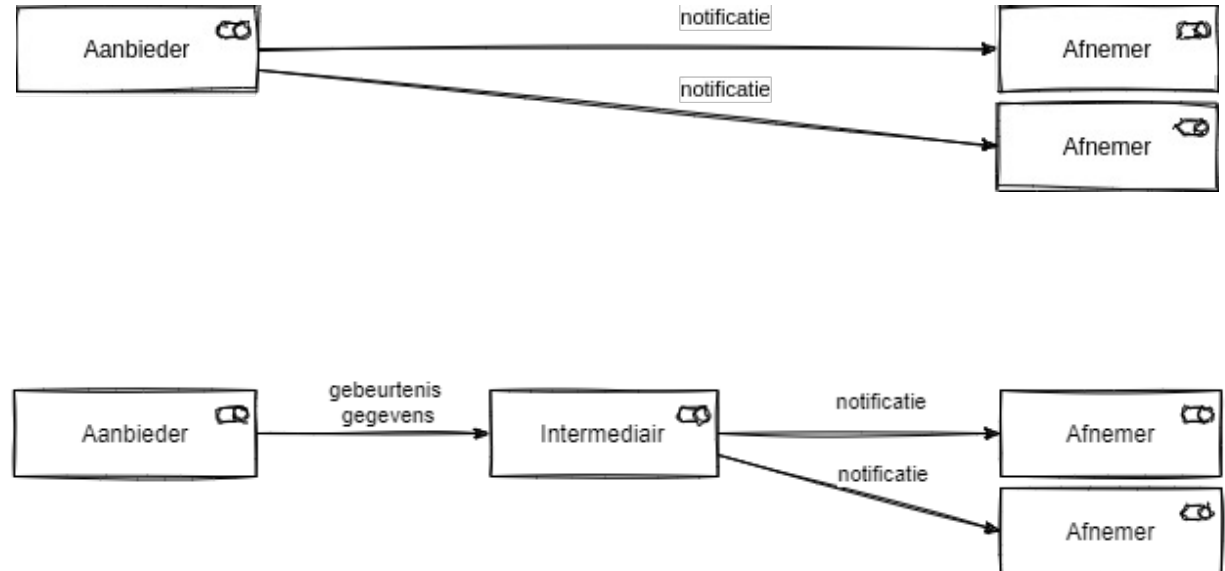 notificatie
Aanbieder
Afnemer
notificatie
Afnemer
gebeurtenis
gegevens
notificatie
Aanbieder
Intermediair
Afnemer
notificatie
Afnemer